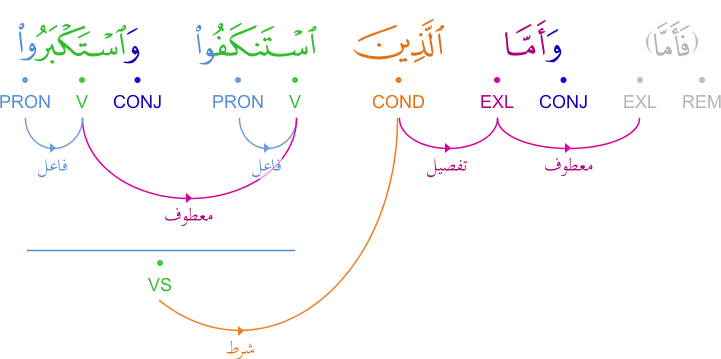 (فَأَمَّا) وَأَمَّا ٱلَّذِينَ ٱسْتَنكَفُوا۟ وَٱسْتَكْبَرُوا۟
PRON V CONJ PRON V COND EXL CONJ EXL REM
فاعل فاعل تفصيل معطوف
معطوف
VS
شرط